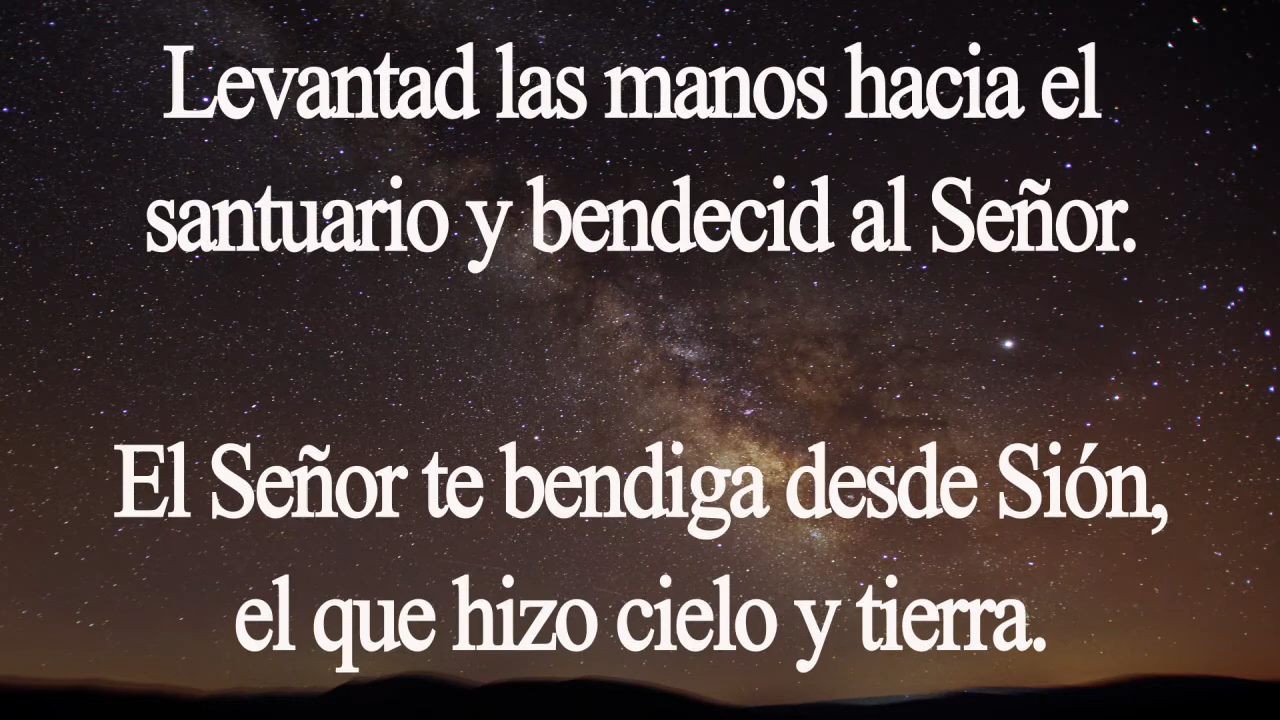 Levantad las manos hacia el
santuario y bendecid al Señor.
El Señor te bendiga desde Sión,
el que hizo cielo y tierra.